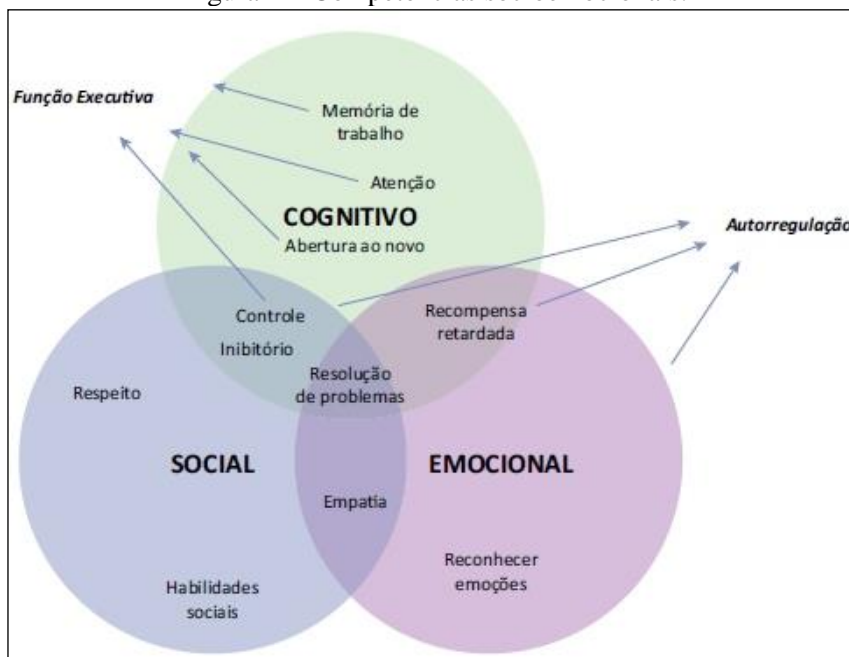 Função Executiva
Memória de
trabalho
Atenção
COGNITIVO
Abertura ao novo
Autorregulação
Controle
Inibitório
Recompensa
retardada
Resolução
de problemas
Respeito
SOCIAL
EMOCIONAL
Empatia
Habilidades
sociais
Reconhecer
emoções